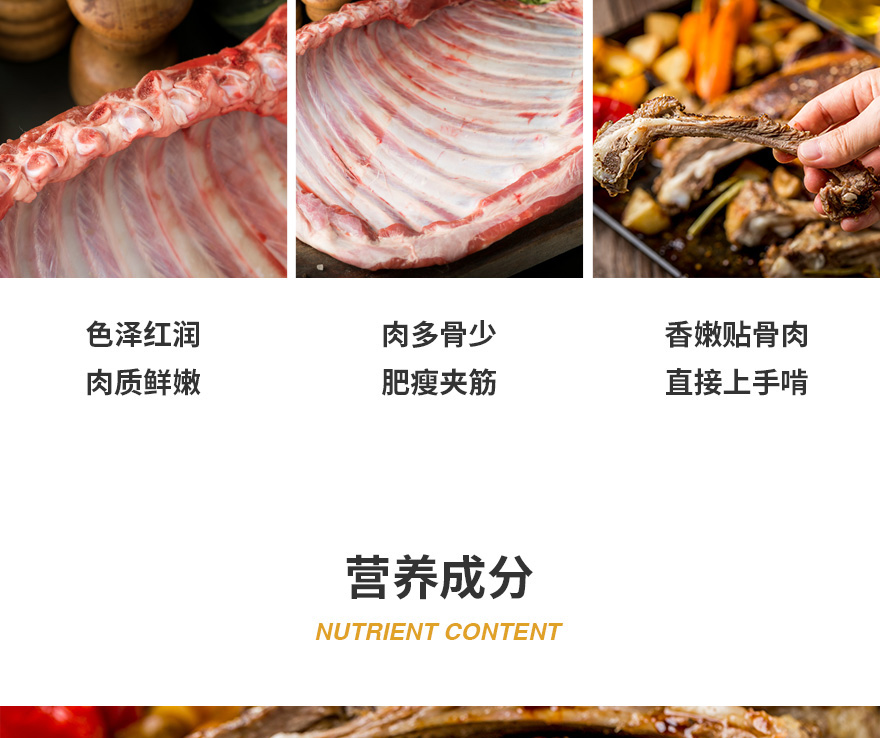 色泽红润
肉质鲜嫩
肉多骨少
肥瘦夹筋
香嫩贴骨肉
直接上手啃
营养成分
NUTRIENT CONTENT